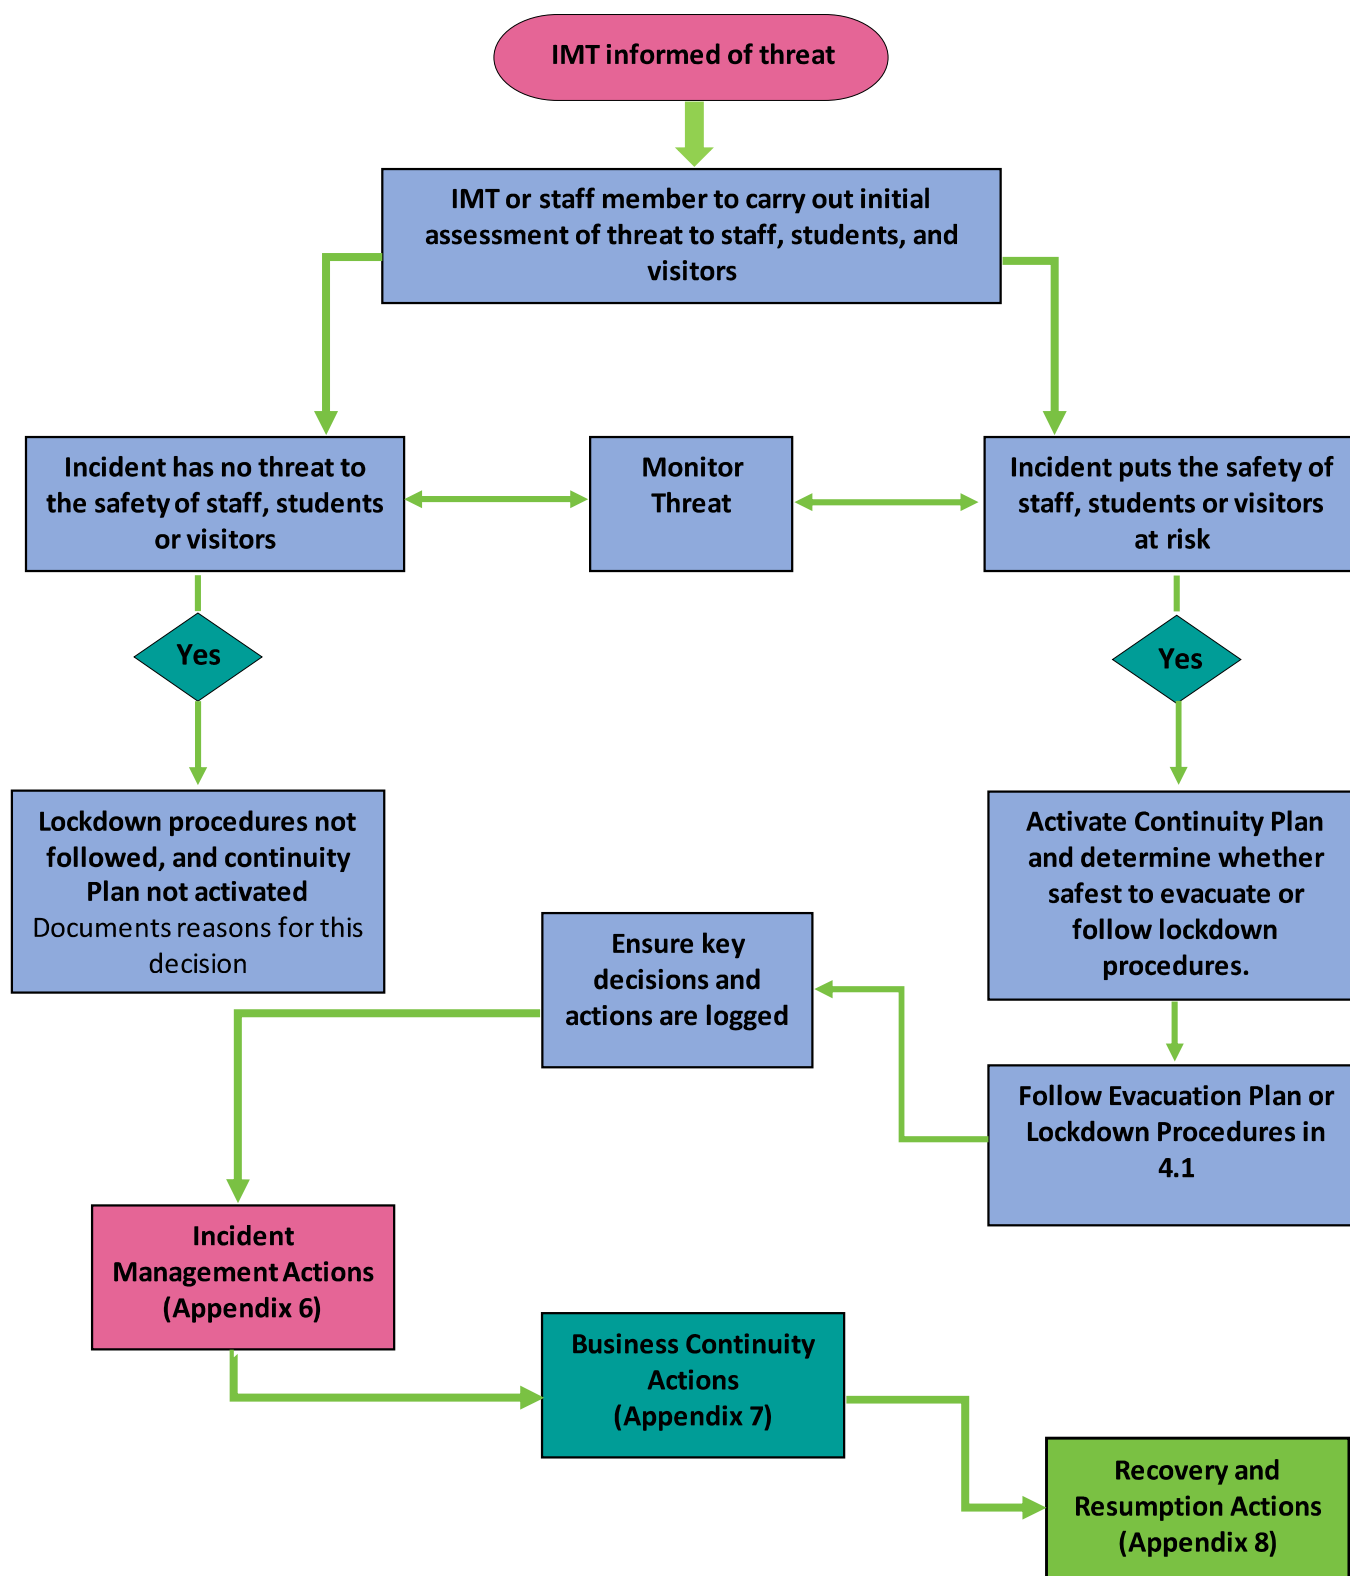 IMT informed of threat
IMT or staff member to carry out initial
assessment of threat to staff, students, and
visitors
Incident has no threat to
the safety of staff, students
or visitors
Monitor
Threat
Incident puts the safety of
staff, students or visitors
at risk
Yes
Yes
Lockdown procedures not
followed, and continuity
Plan not activated
Documents reasons for this
decision
Activate Continuity Plan
and determine whether
safest to evacuate or
follow lockdown
procedures.
Ensure key
decisions and
actions are logged
Follow Evacuation Plan or
Lockdown Procedures in
4.1
Incident
Management Actions
(Appendix 6)
Business Continuity
Actions
(Appendix 7)
Recovery and
Resumption Actions
(Appendix 8)